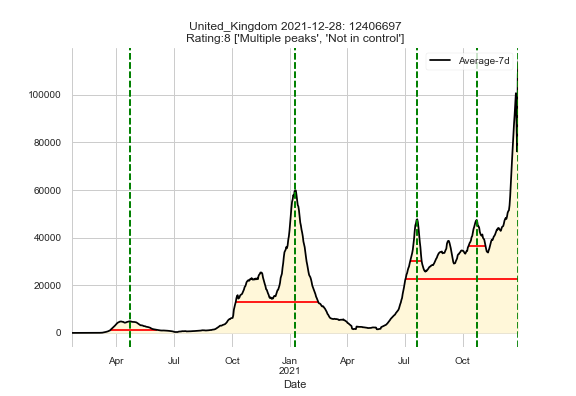 United_Kingdom 2021-12-28: 12406697
Rating:8 ['Multiple peaks', 'Not in control']
Average-7d
100000
80000
60000
40000
20000
0
Apr Jul Oct Jan Apr Jul Oct
2021
Date